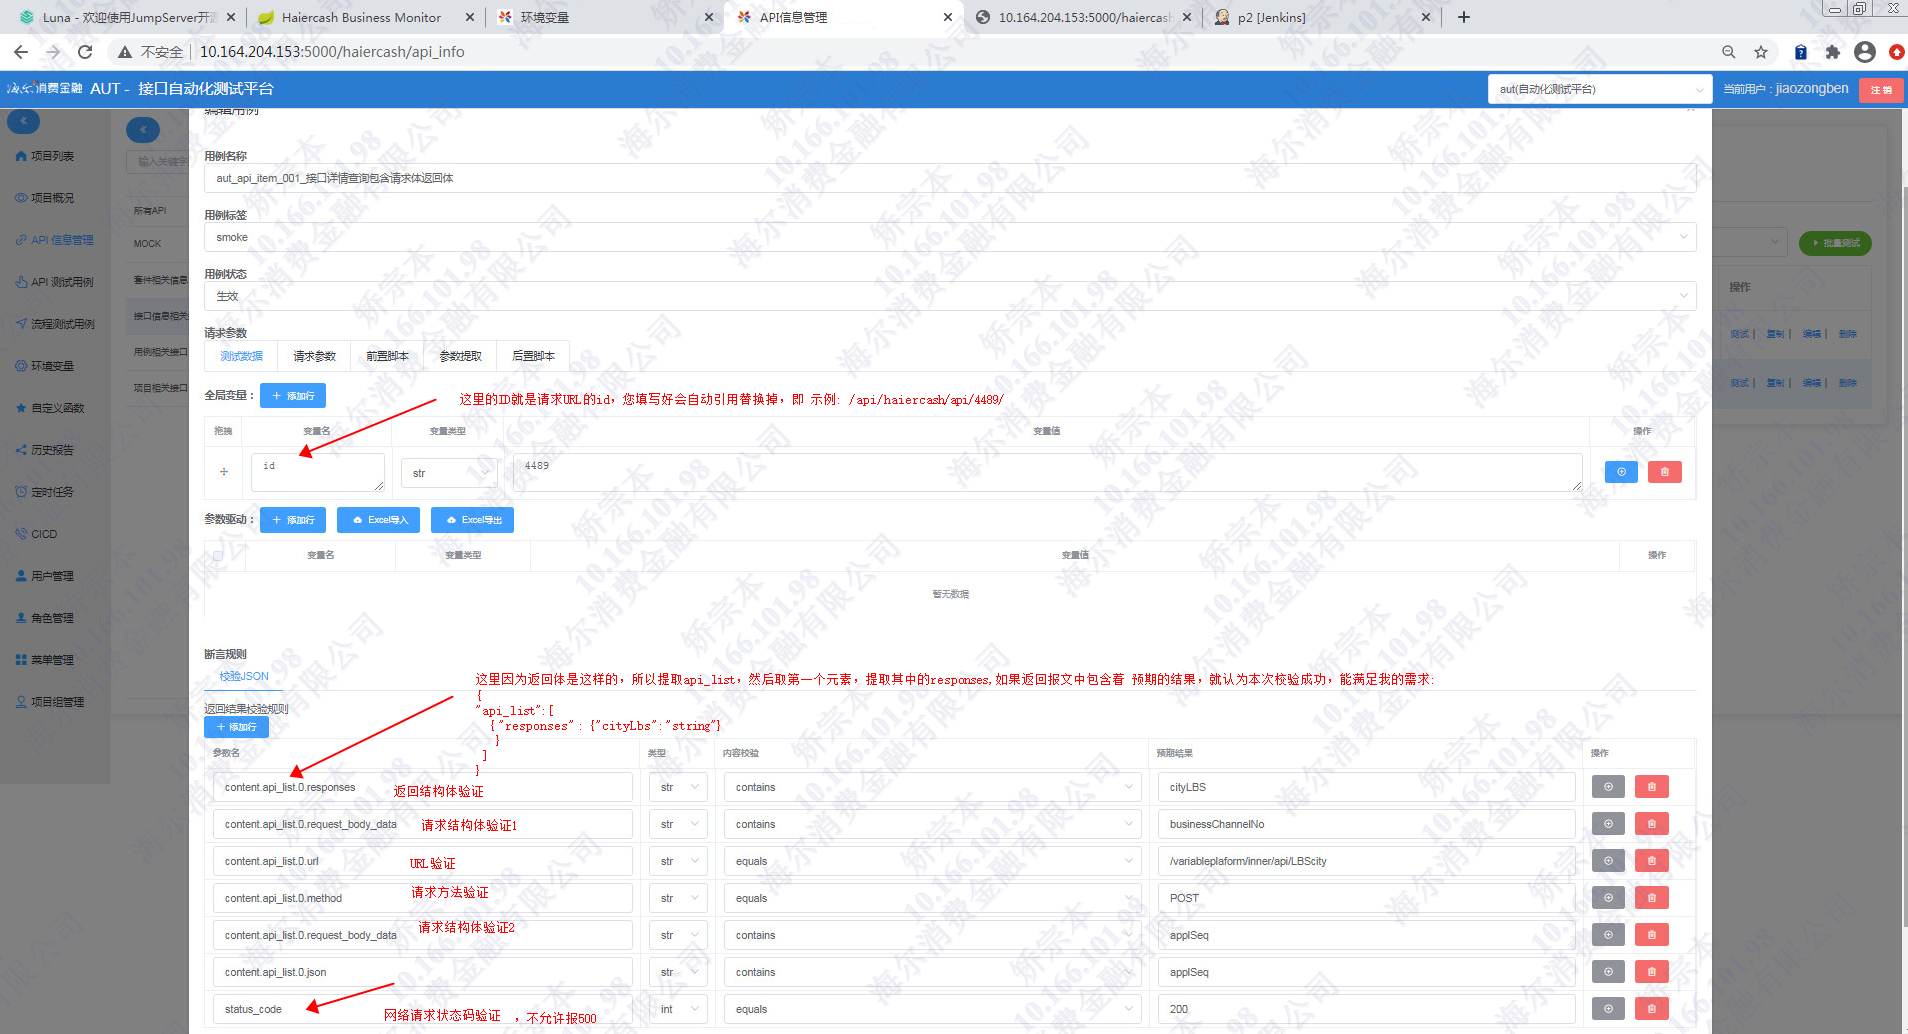 Luna - 欢迎使用JumpServer开源
Haiercash Business Monitor
环境变量
API信息管理
10.164.204.153:5000/haiercash
p2 [Jenkins]
不安全 10.164.204.153:5000/haiercash/api_info
消费金融 AUT - 接口自动化测试平台
aut(自动化测试平台)
当前用户：jiaozongben
注 销
项目列表
项目概况
API 信息管理
API 测试用例
流程测试用例
环境变量
自定义函数
历史报告
定时任务
CICD
用户管理
角色管理
菜单管理
项目组管理
输入关键字
所有API
MOCK
套件相关信息
接口信息相关
用例相关接口
项目相关接口
批量测试
操作
测试 | 复制 | 编辑 | 删除
测试 | 复制 | 编辑 | 删除
编辑用例
用例名称
aut_api_item_001_接口详情查询包含请求体返回体
用例标签
smoke
用例状态
生效
请求参数
测试数据 请求参数 前置脚本 参数提取 后置脚本
全局变量： + 添加行
这里的ID就是请求URL的id，您填写好会自动引用替换掉，即 示例: /api/haiercash/api/4489/
拖拽 变量名 变量类型 变量值 操作
id str 4489
参数驱动： + 添加行 Excel导入 Excel导出
变量名 变量类型 变量值 操作
暂无数据
断言规则
校验JSON
这里因为返回体是这样的，所以提取api_list，然后取第一个元素，提取其中的responses,如果返回报文中包含着 预期的结果，就认为本次校验成功，能满足我的需求:
{
"api_list":[
{"responses": {"cityLbs":"string"}
}
]
}
返回结果校验规则
+ 添加行
参数名 类型 内容校验 预期结果 操作
content.api_list.0.responses 返回结构体验证 str contains cityLBS
content.api_list.0.request_body_data 请求结构体验证1 str contains businessChannelNo
content.api_list.0.url URL验证 str equals /variableplaform/inner/api/LBScity
content.api_list.0.method 请求方法验证 str equals POST
content.api_list.0.request_body_data 请求结构体验证2 str contains applSeq
content.api_list.0.json str contains applSeq
status_code 网络请求状态码验证 ，不允许报500 int equals 200
矫宗本
10.166.101.98
海尔消费金融有限公司